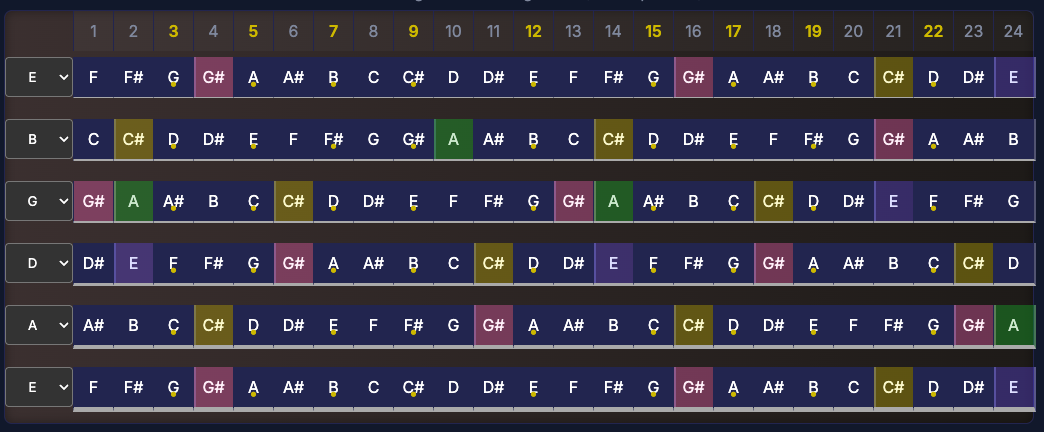 1 2 3 4 5 6 7 8 9 10 11 12 13 14 15 16 17 18 19 20 21 22 23 24
E F F# G G# A A# B C C# D D# E F F# G G# A A# B C C# D D# E
B C C# D D# E F F# G G# A A# B C C# D D# E F F# G G# A A# B
G G# A A# B C C# D D# E F F# G G# A A# B C C# D D# E F F# G
D D# E F F# G G# A A# B C C# D D# E F F# G G# A A# B C C# D
A A# B C C# D D# E F F# G G# A A# B C C# D D# E F F# G G# A
E F F# G G# A A# B C C# D D# E F F# G G# A A# B C C# D D# E